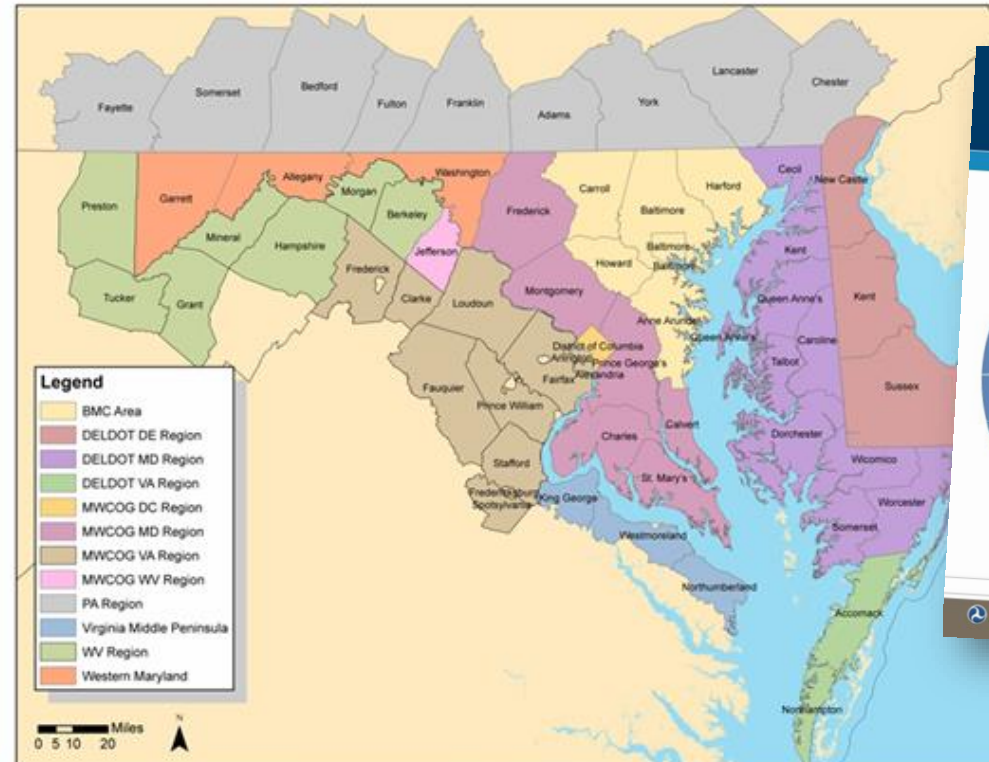 Fayette
Somerset
Bedford
Fulton
Franklin
Adams
York
Lancaster
Chester
Preston
Garrett
Allegany
Washington
Frederick
Carroll
Baltimore
Harford
Cecil
New Castle
Morgan
Berkeley
Jefferson
Mineral
Hampshire
Tucker
Grant
Frederick
Clarke
Loudoun
Montgomery
Howard
Baltimore
Baltimore
Kent
Queen Anne's
Kent
Anne Arundel
Queen Anne's
Caroline
Talbot
District of Columbia
Arlington
Prince George's
Alexandria
Fairfax
Fauquier
Prince William
Sussex
Calvert
Charles
Dorchester
Stafford
St. Mary's
Wicomico
Fredericksburg
Spotsylvania
King George
Worcester
Somerset
Westmoreland
Northumberland
Accomack
Northampton
Legend
BMC Area
DELDOT DE Region
DELDOT MD Region
DELDOT VA Region
MWCOG DC Region
MWCOG MD Region
MWCOG VA Region
MWCOG WV Region
PA Region
Virginia Middle Peninsula
WV Region
Western Maryland
Miles
0 5 10 20
N